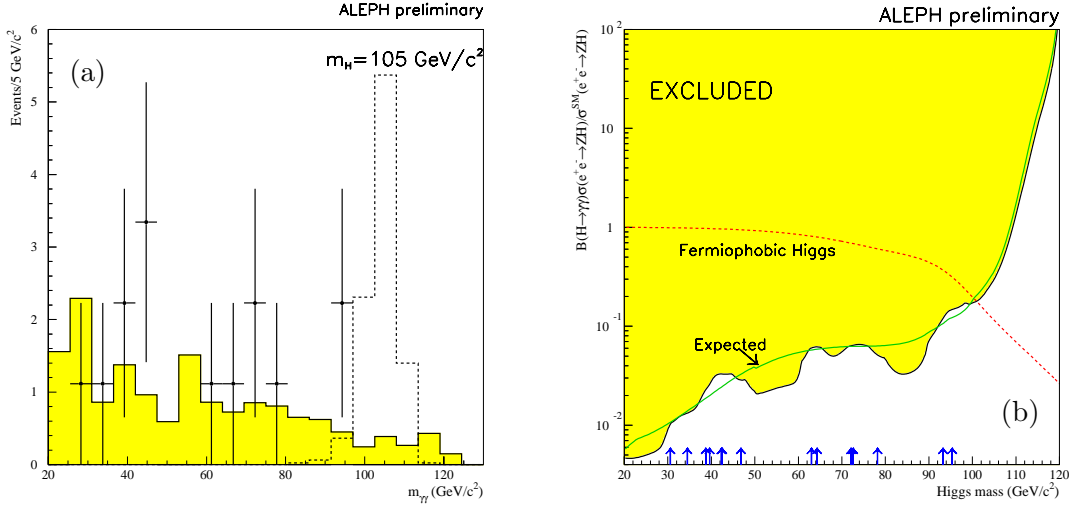 ALEPH preliminary
(a)
m_H=105 GeV/c²
Events/5 GeV/c²
6
5
4
3
2
1
0
20 40 60 80 100 120
m_γγ (GeV/c²)
ALEPH preliminary
EXCLUDED
B(H→γγ)σ(e⁺e⁻→ZH)/σ^SM(e⁺e⁻→ZH)
10²
10
1
10⁻¹
10⁻²
Fermiophobic Higgs
Expected
(b)
20 30 40 50 60 70 80 90 100 110 120
Higgs mass (GeV/c²)